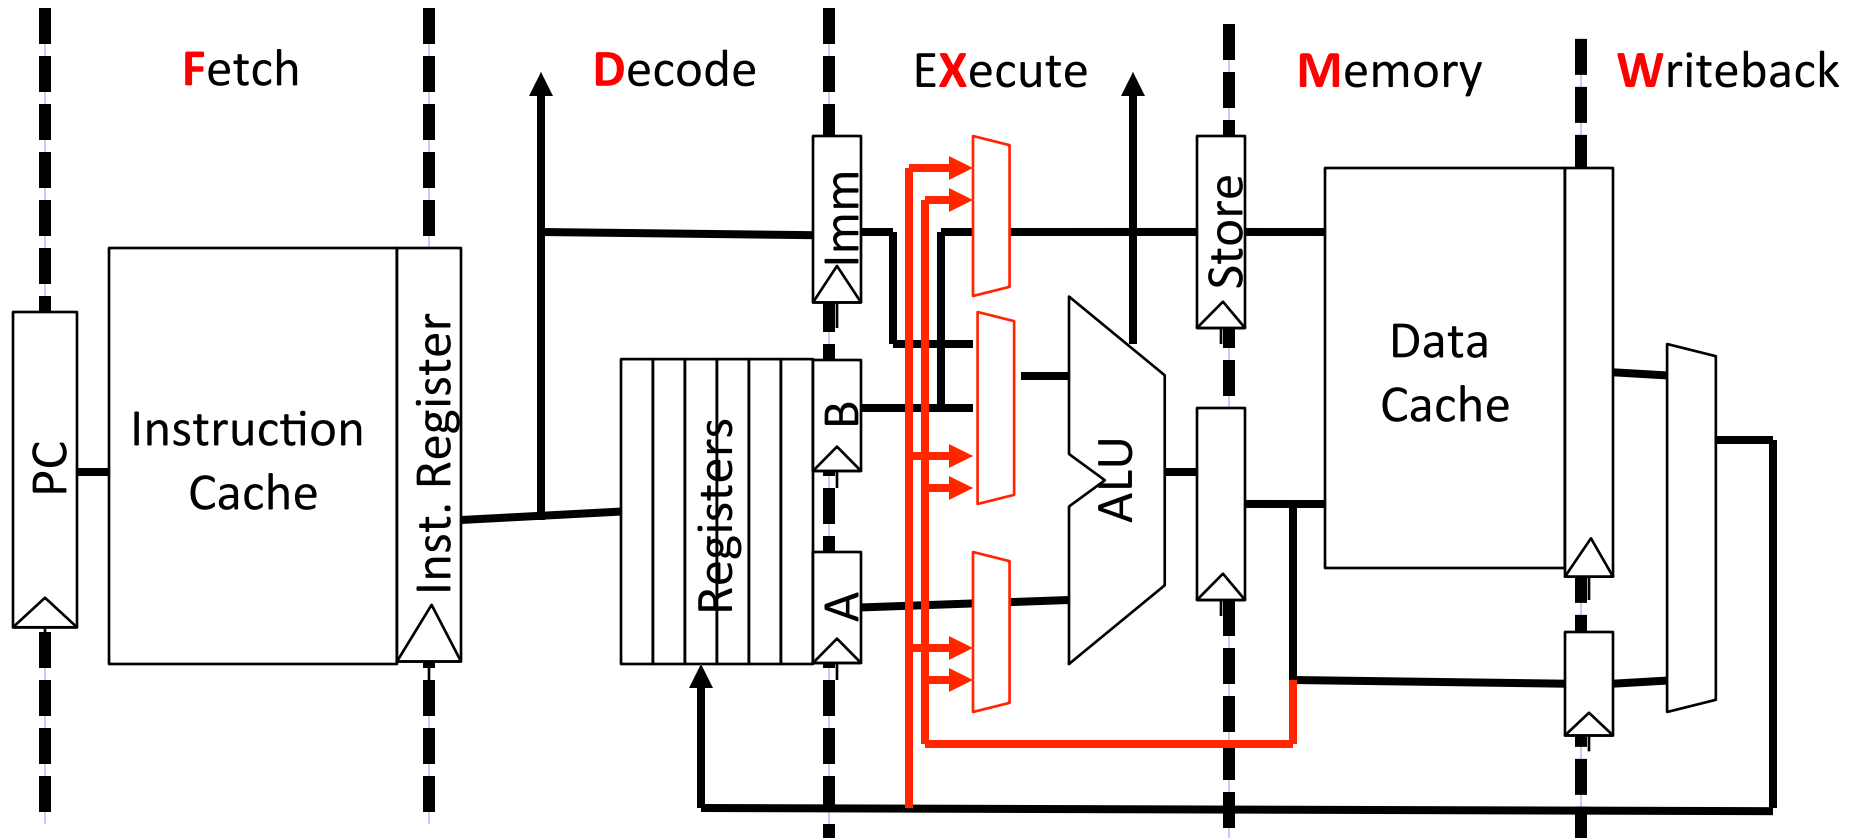 Fetch
Decode
EXecute
Memory
Writeback
PC
Instruction
Cache
Inst. Register
Registers
Imm
B
A
ALU
Store
Data
Cache